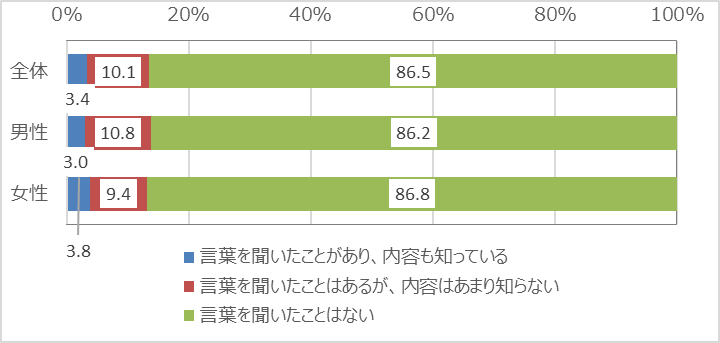 0% 20% 40% 60% 80% 100%
全体 10.1 86.5
3.4
男性 10.8 86.2
3.0
女性 9.4 86.8
3.8
言葉を聞いたことがあり、内容も知っている
言葉を聞いたことはあるが、内容はあまり知らない
言葉を聞いたことはない